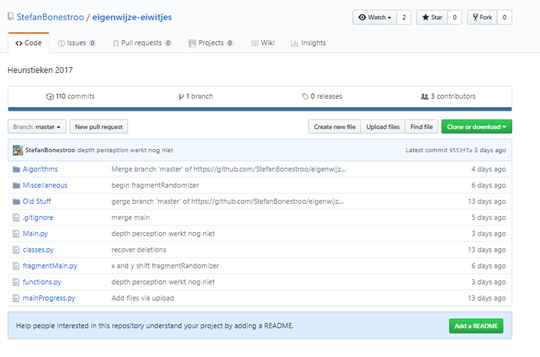 StefanBonestroo / eigenwijze-eiwitjes
Watch 2 Star 0 Fork 0
Code Issues 0 Pull requests 0 Projects 0 Wiki Insights
Heuristieken 2017
110 commits 1 branch 0 releases 3 contributors
Branch: master New pull request Create new file Upload files Find file Clone or download
StefanBonestroo depth perception werkt nog niet Latest commit 9553f7a 3 days ago
Algorithms Merge branch 'master' of https://github.com/StefanBonestroo/eigenwijz... 4 days ago
Miscellaneous begin fragmentRandomizer 6 days ago
Old Stuff gerge branch 'master' of https://github.com/StefanBonestroo/eigenwijz... 13 days ago
.gitignore merge main 5 days ago
Main.py depth perception werkt nog niet 3 days ago
classes.py recover deletions 13 days ago
fragmentMain.py x and y shift fragmentRandomizer 6 days ago
functions.py depth perception werkt nog niet 3 days ago
mainProgress.py Add files via upload 13 days ago
Help people interested in this repository understand your project by adding a README. Add a README